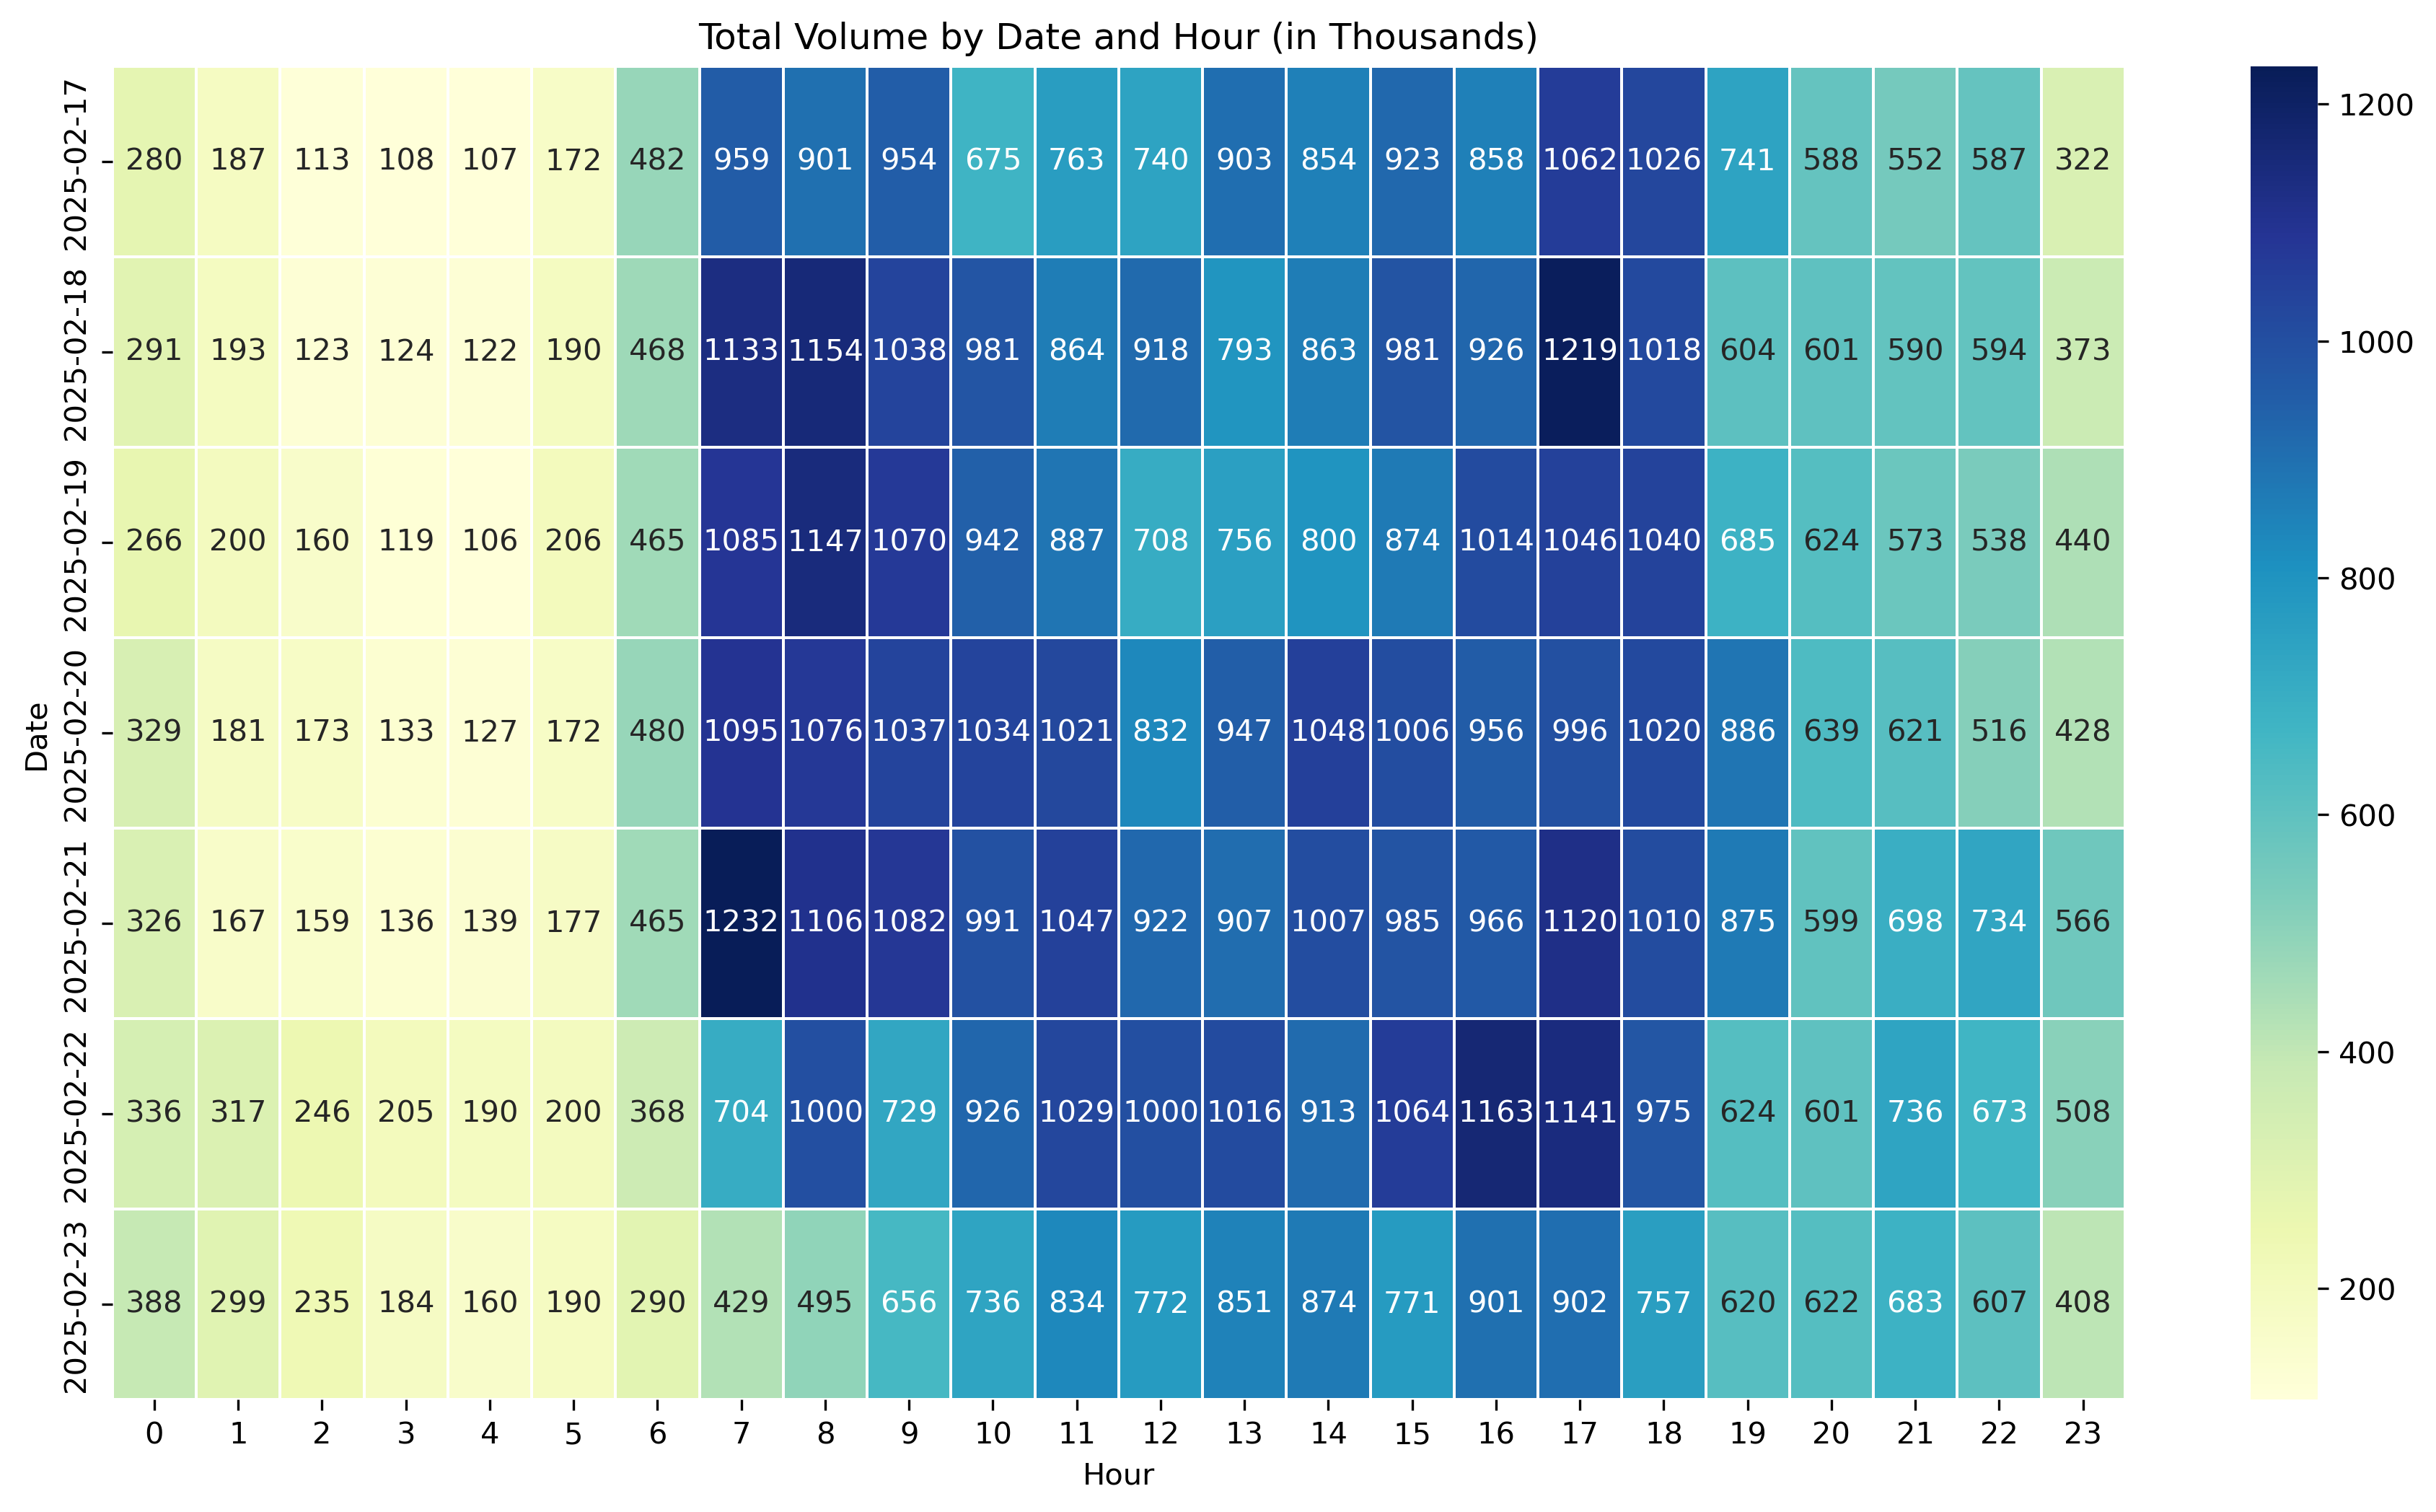 Total Volume by Date and Hour (in Thousands)
Date
2025-02-17 280 187 113 108 107 172 482 959 901 954 675 763 740 903 854 923 858 1062 1026 741 588 552 587 322
2025-02-18 291 193 123 124 122 190 468 1133 1154 1038 981 864 918 793 863 981 926 1219 1018 604 601 590 594 373
2025-02-19 266 200 160 119 106 206 465 1085 1147 1070 942 887 708 756 800 874 1014 1046 1040 685 624 573 538 440
2025-02-20 329 181 173 133 127 172 480 1095 1076 1037 1034 1021 832 947 1048 1006 956 996 1020 886 639 621 516 428
2025-02-21 326 167 159 136 139 177 465 1232 1106 1082 991 1047 922 907 1007 985 966 1120 1010 875 599 698 734 566
2025-02-22 336 317 246 205 190 200 368 704 1000 729 926 1029 1000 1016 913 1064 1163 1141 975 624 601 736 673 508
2025-02-23 388 299 235 184 160 190 290 429 495 656 736 834 772 851 874 771 901 902 757 620 622 683 607 408
0 1 2 3 4 5 6 7 8 9 10 11 12 13 14 15 16 17 18 19 20 21 22 23
Hour
1200
1000
800
600
400
200